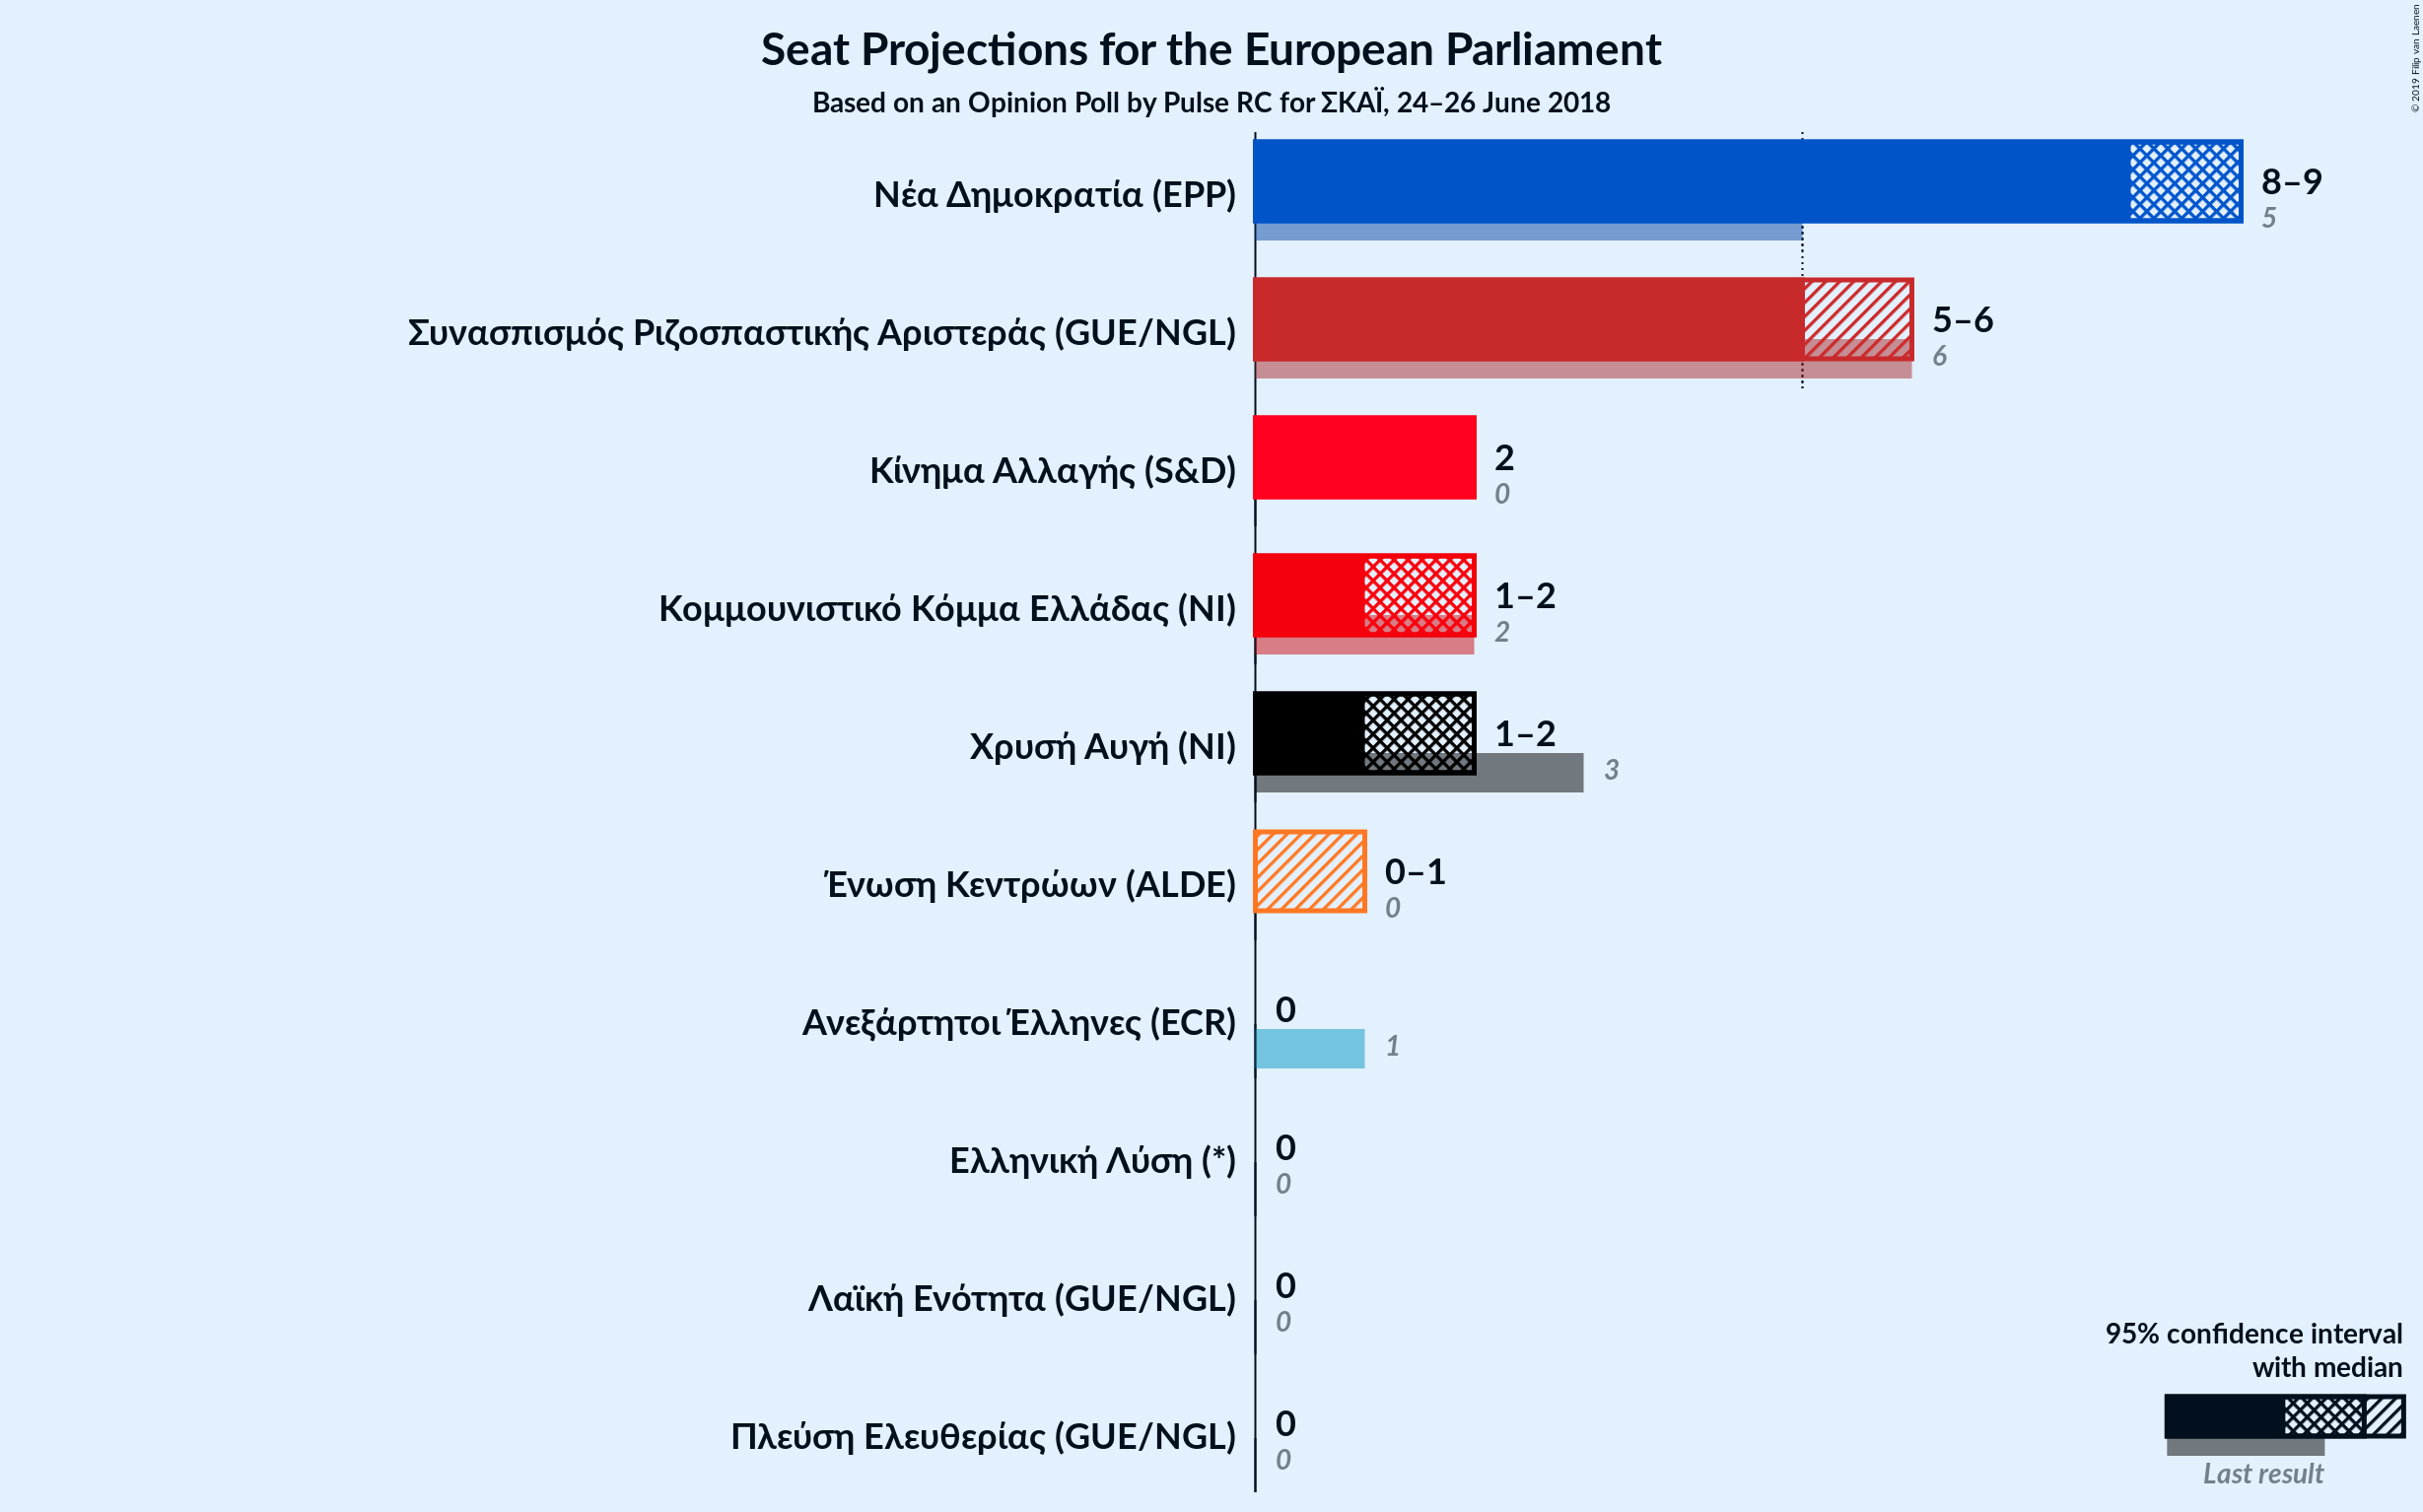 Seat Projections for the European Parliament
Based on an Opinion Poll by Pulse RC for ΣΚΑΪ, 24–26 June 2018
© 2019 Filip van Laenen
Νέα Δημοκρατία (EPP)
8–9
5
Συνασπισμός Ριζοσπαστικής Αριστεράς (GUE/NGL)
5–6
6
Κίνημα Αλλαγής (S&D)
2
0
Κομμουνιστικό Κόμμα Ελλάδας (NI)
1–2
2
Χρυσή Αυγή (NI)
1–2
3
Ένωση Κεντρώων (ALDE)
0–1
0
Ανεξάρτητοι Έλληνες (ECR)
0
1
Ελληνική Λύση (*)
0
0
Λαϊκή Ενότητα (GUE/NGL)
0
0
Πλεύση Ελευθερίας (GUE/NGL)
0
0
95% confidence interval
with median
Last result